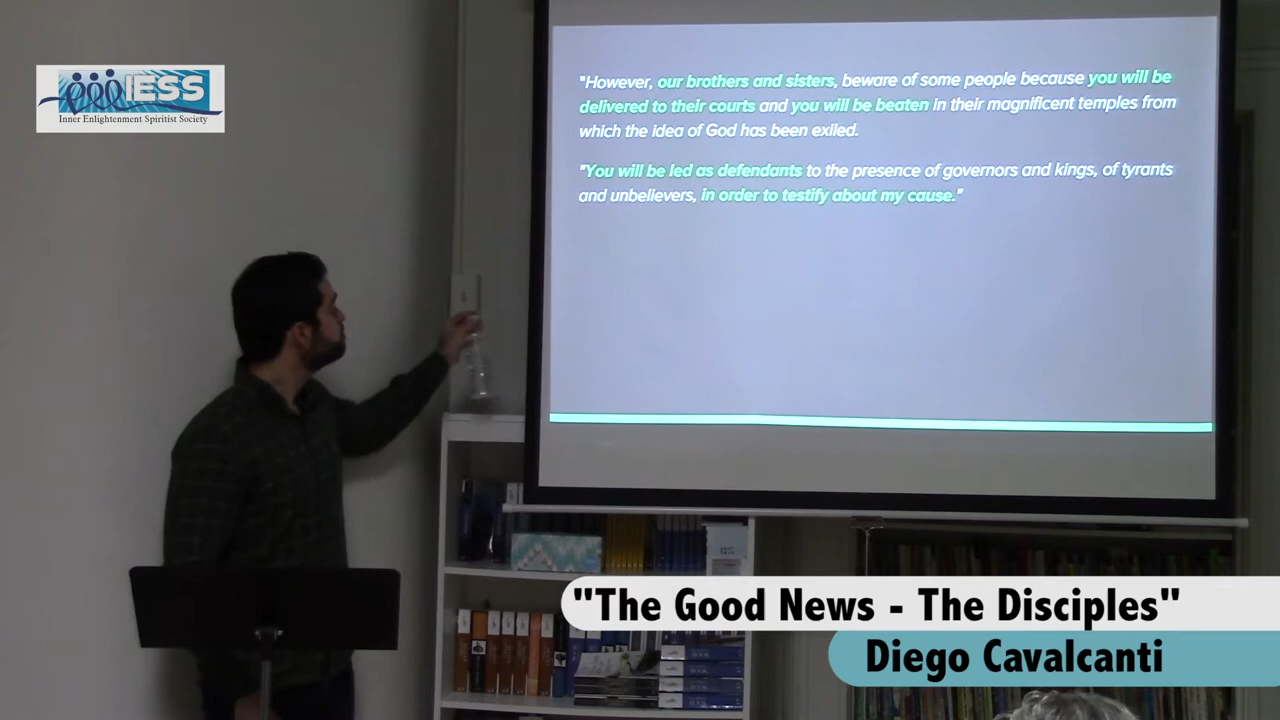 IESS
Inner Enlightenment Spiritist Society
"However, our brothers and sisters, beware of some people because you will be
delivered to their courts and you will be beaten in their magnificent temples from
which the idea of God has been exiled.
"You will be led as defendants to the presence of governors and kings, of tyrants
and unbelievers, in order to testify about my cause."
"The Good News - The Disciples"
Diego Cavalcanti